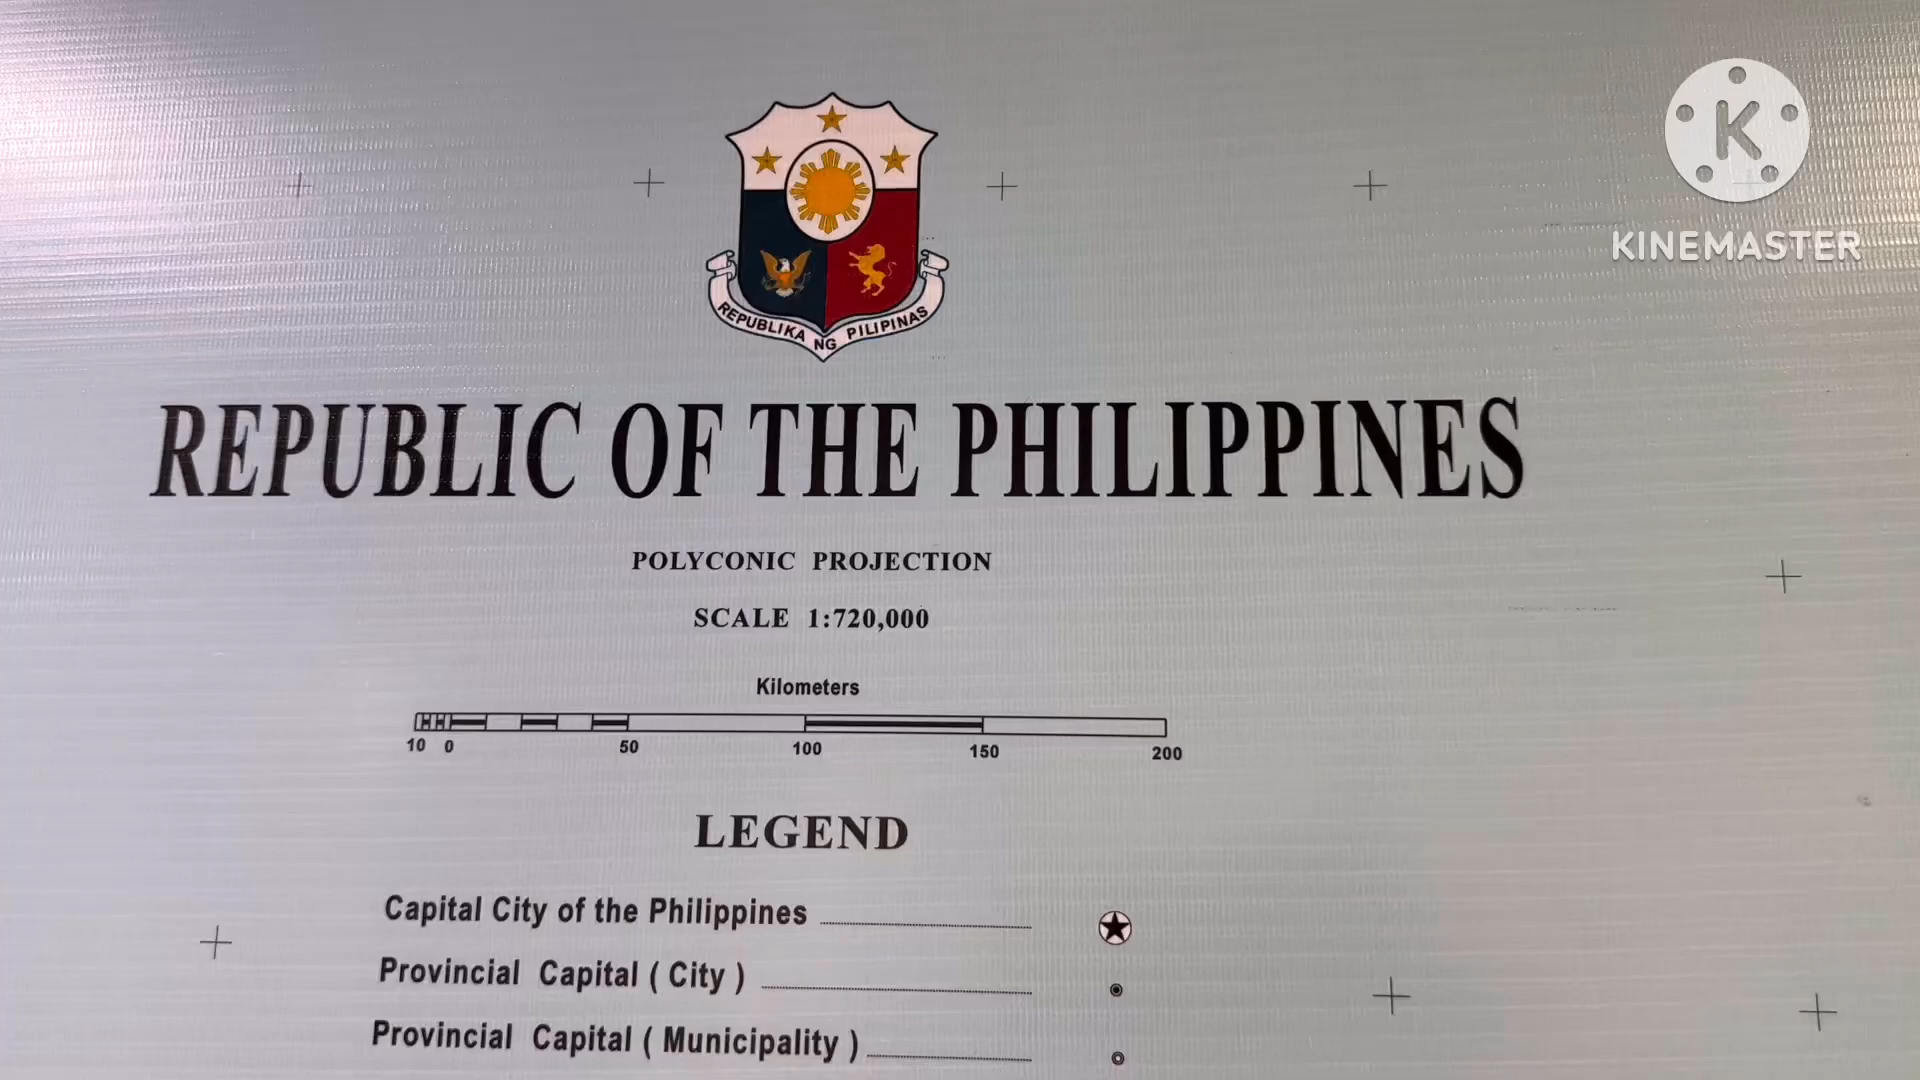 K
KINEMASTER
REPUBLIKA NG PILIPINAS
REPUBLIC OF THE PHILIPPINES
POLYCONIC PROJECTION
SCALE 1:720,000
Kilometers
10 0 50 100 150 200
LEGEND
Capital City of the Philippines
Provincial Capital ( City )
Provincial Capital ( Municipality )